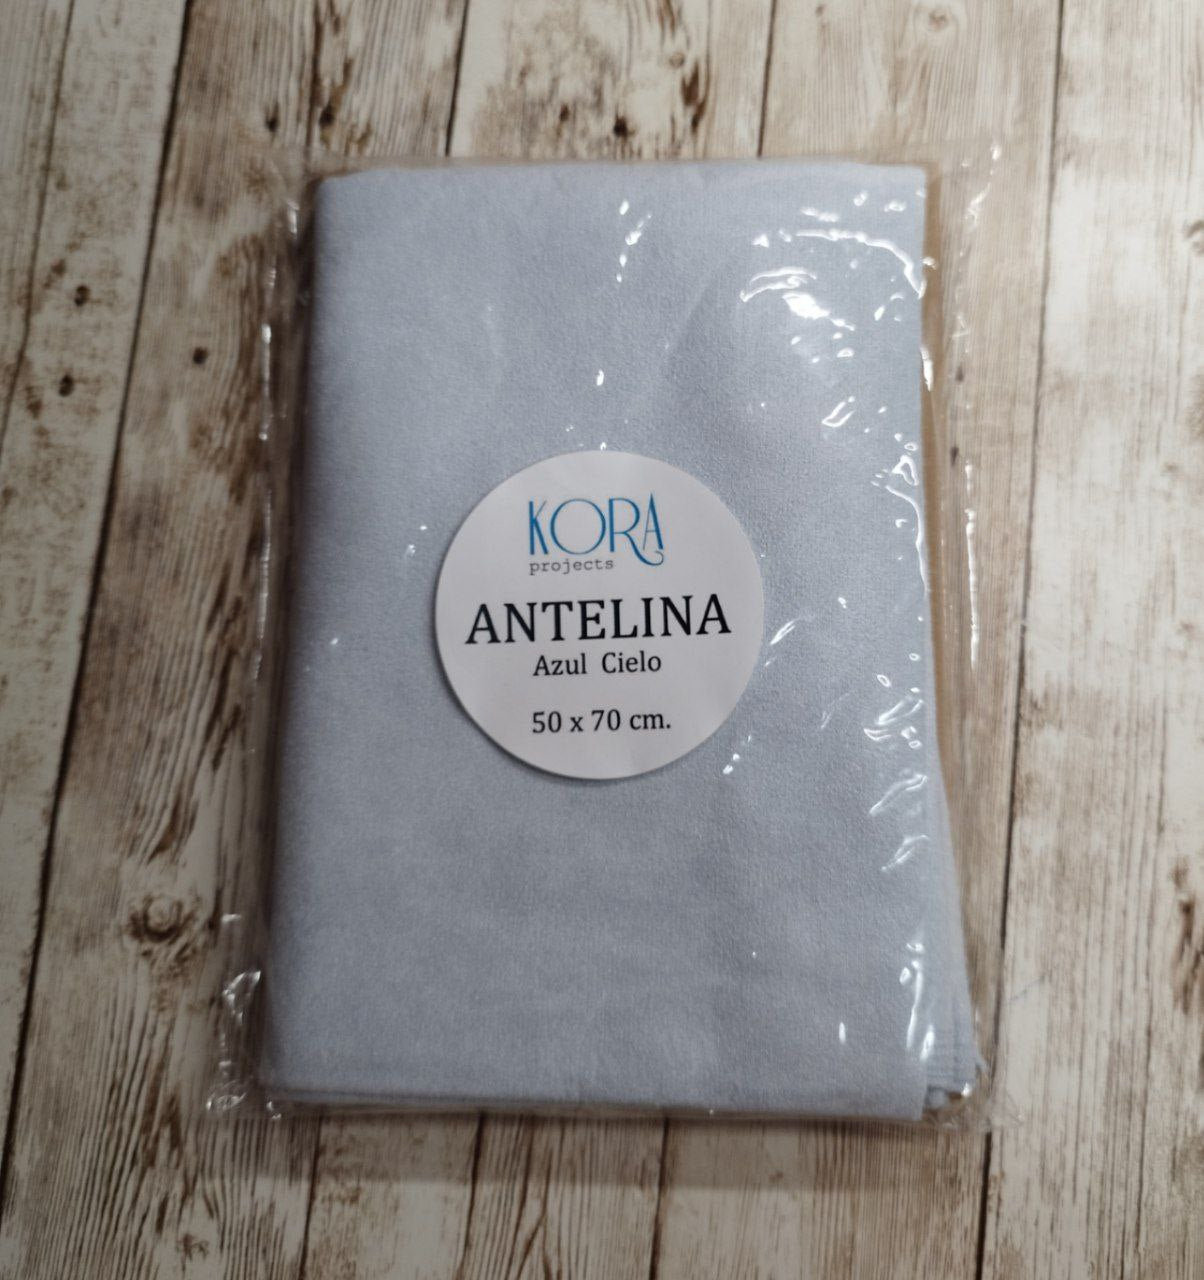 KORA
projects
ANTELINA
Azul Cielo
50 x 70 cm.